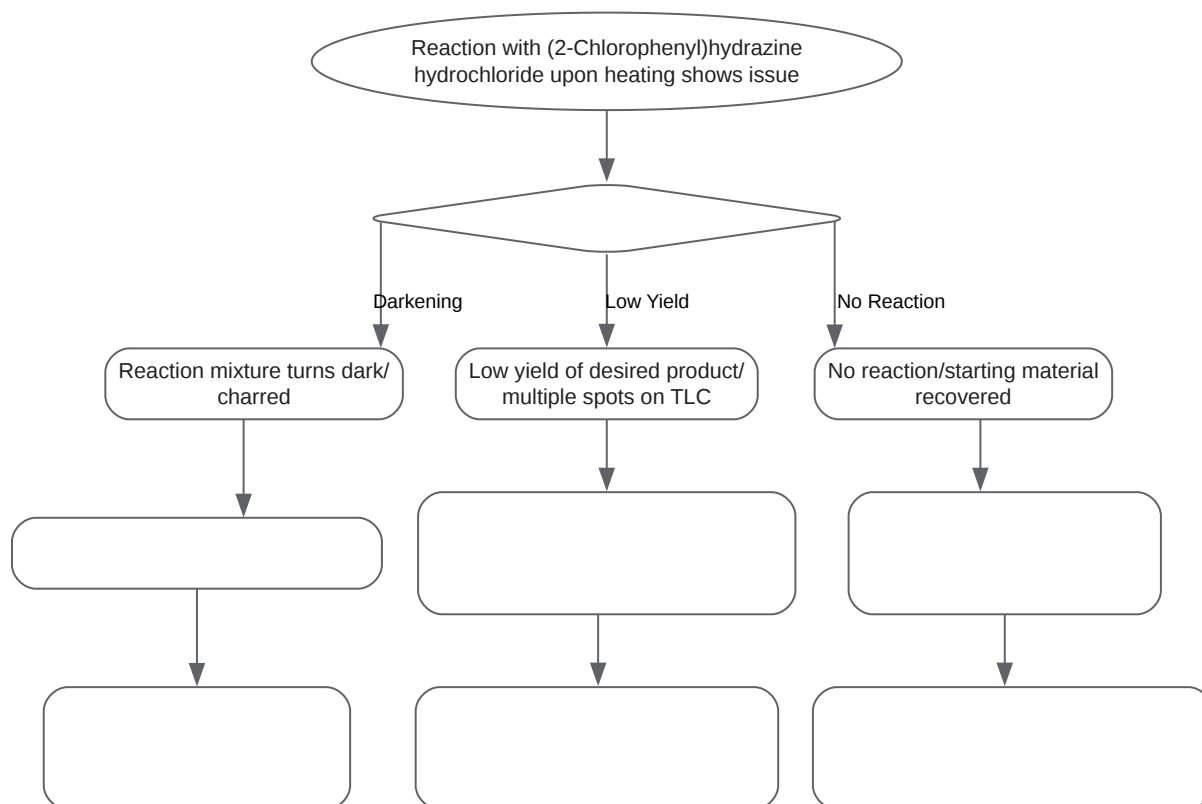 Reaction with (2-Chlorophenyl)hydrazine
hydrochloride upon heating shows issue
Darkening
Low Yield
No Reaction
Reaction mixture turns dark/
charred
Low yield of desired product/
multiple spots on TLC
No reaction/starting material
recovered